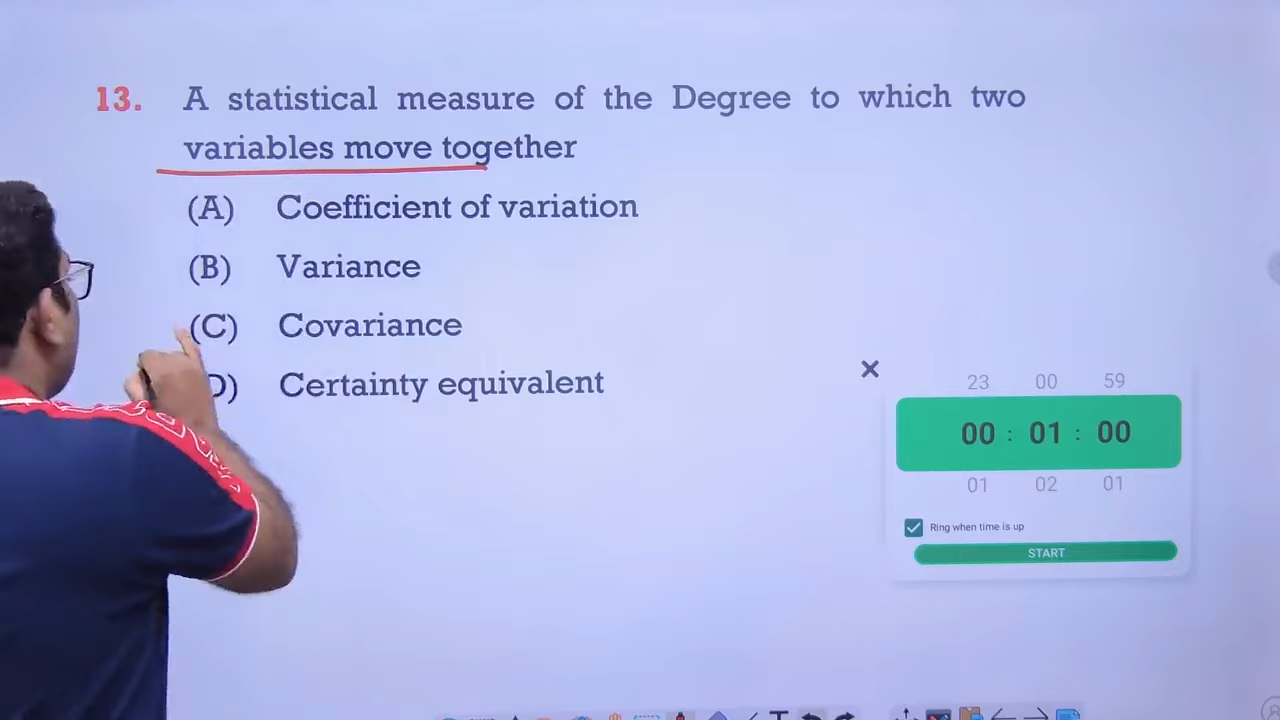 13. A statistical measure of the Degree to which two
variables move together
(A) Coefficient of variation
(B) Variance
(C) Covariance
D) Certainty equivalent
23 00 59
00 : 01 : 00
01 02 01
Ring when time is up
START